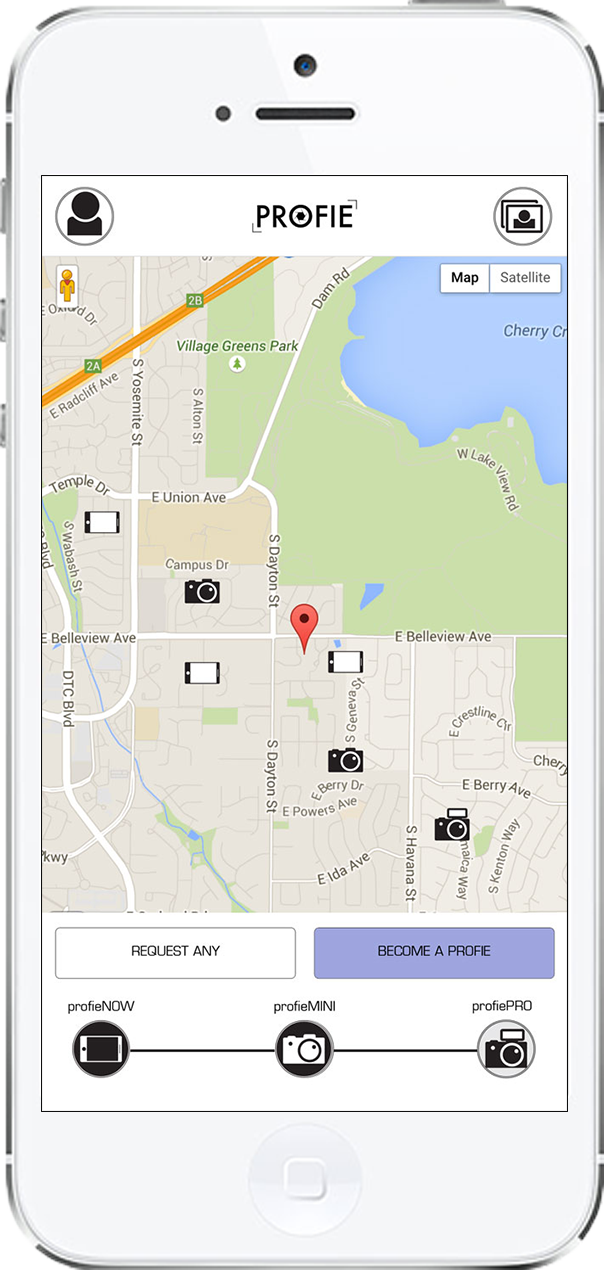 PROFIE
Map
Satellite
2B
Dam Rd
Village Greens Park
Cherry Cr
2A
E Radcliff Ave
S Yosemite St
S Alton St
W Lake View Rd
Temple Dr
E Union Ave
S Wabash St
S Dayton St
Campus Dr
E Belleview Ave
E Belleview Ave
DTC Blvd
S Geneva St
E Crestline Cir
S Dayton St
Cherry
E Berry Dr
E Berry Ave
E Powers Ave
S Havana St
maica Way
S Kenton Way
Pkwy
E Ida Ave
REQUEST ANY
BECOME A PROFIE
profieNOW
profieMINI
profiePRO